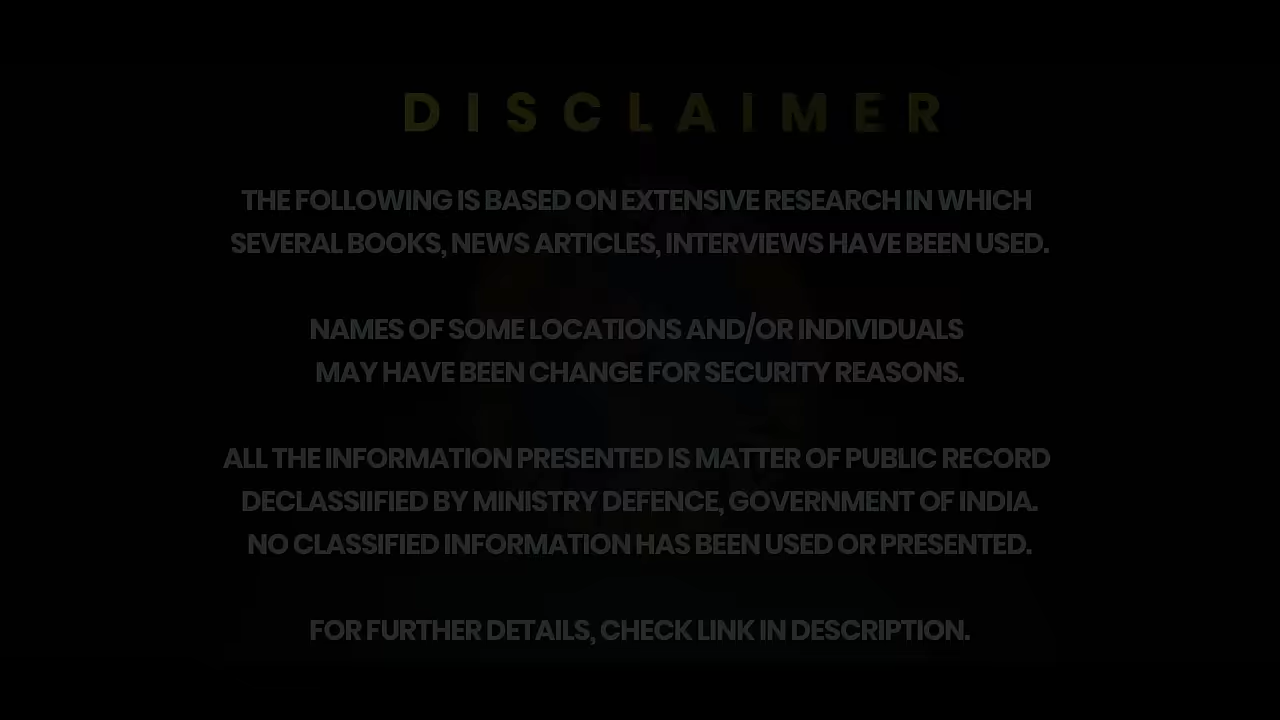 DISCLAIMER
THE FOLLOWING IS BASED ON EXTENSIVE RESEARCH IN WHICH
SEVERAL BOOKS, NEWS ARTICLES, INTERVIEWS HAVE BEEN USED.
NAMES OF SOME LOCATIONS AND/OR INDIVIDUALS
MAY HAVE BEEN CHANGE FOR SECURITY REASONS.
ALL THE INFORMATION PRESENTED IS MATTER OF PUBLIC RECORD
DECLASSIIFIED BY MINISTRY DEFENCE, GOVERNMENT OF INDIA.
NO CLASSIFIED INFORMATION HAS BEEN USED OR PRESENTED.
FOR FURTHER DETAILS, CHECK LINK IN DESCRIPTION.